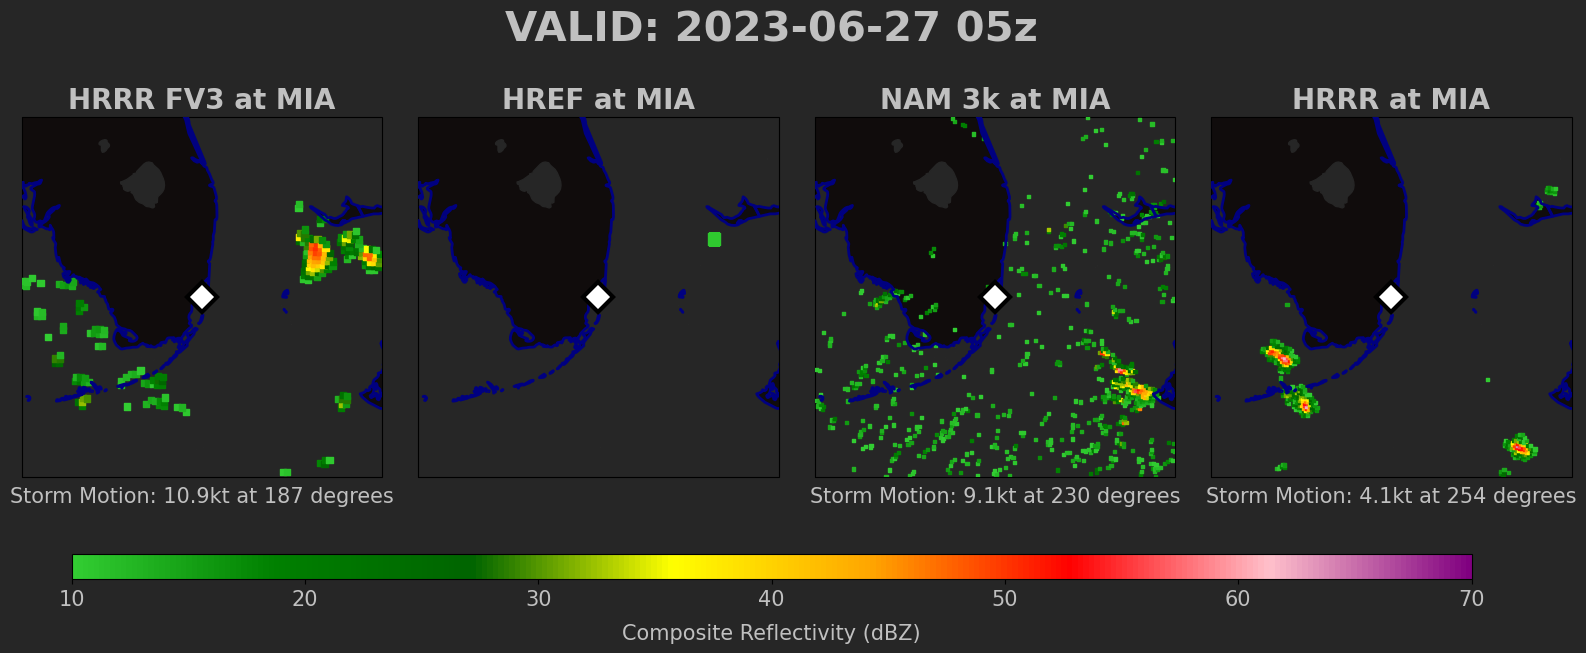 VALID: 2023-06-27 05z
HRRR FV3 at MIA
HREF at MIA
NAM 3k at MIA
HRRR at MIA
Storm Motion: 10.9kt at 187 degrees
Storm Motion: 9.1kt at 230 degrees
Storm Motion: 4.1kt at 254 degrees
10 20 30 40 50 60 70
Composite Reflectivity (dBZ)